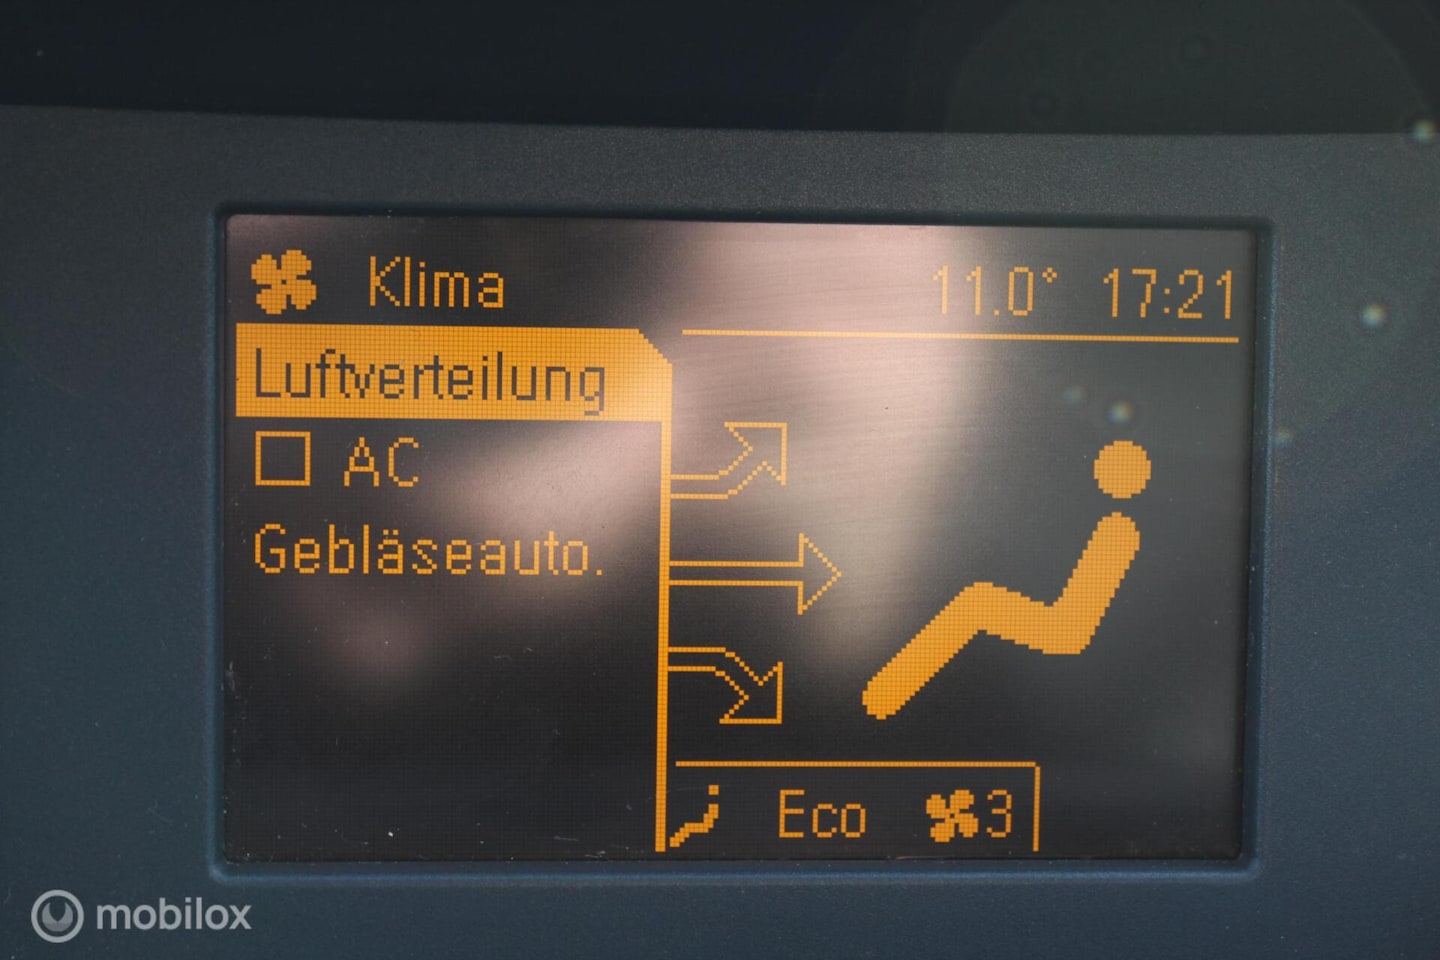 Klima 11.0° 17:21
Luftverteilung
AC
Gebläseauto.
Eco 3
mobilox